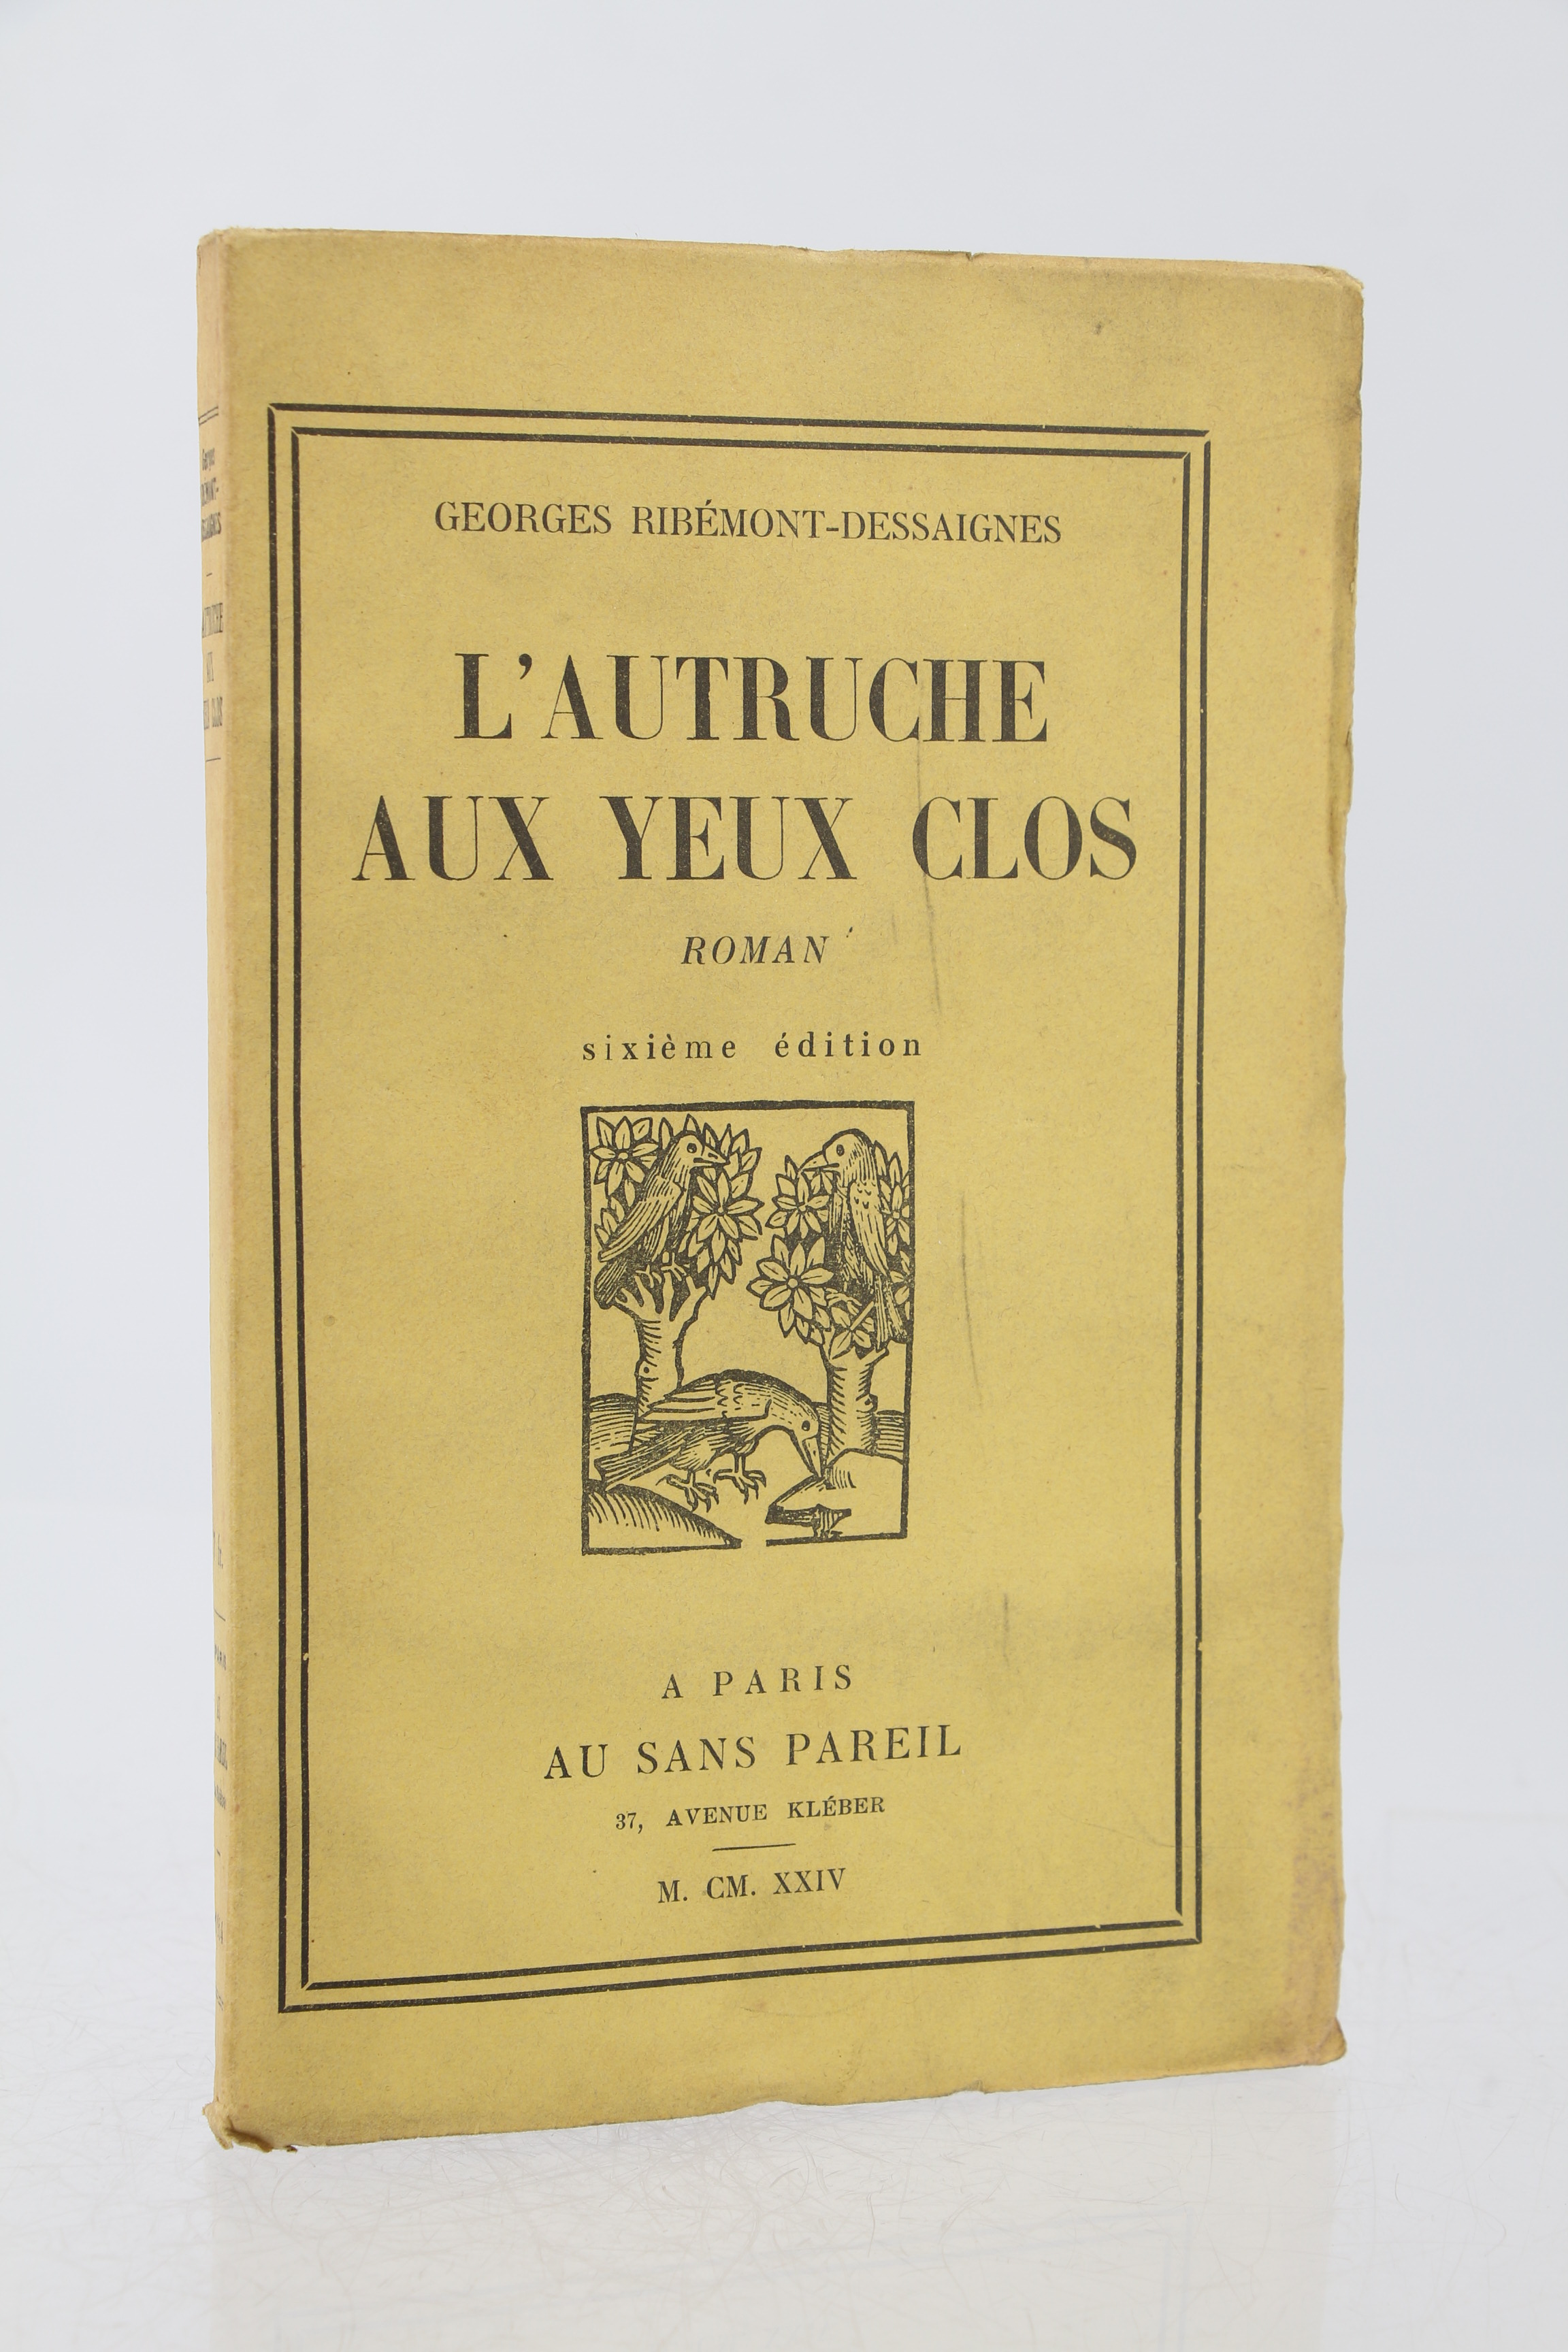 GEORGES RIBÉMONT-DESSAIGNES
L'AUTRUCHE
AUX YEUX CLOS
ROMAN
sixième édition
A PARIS
AU SANS PAREIL
37, AVENUE KLÉBER
M. CM. XXIV